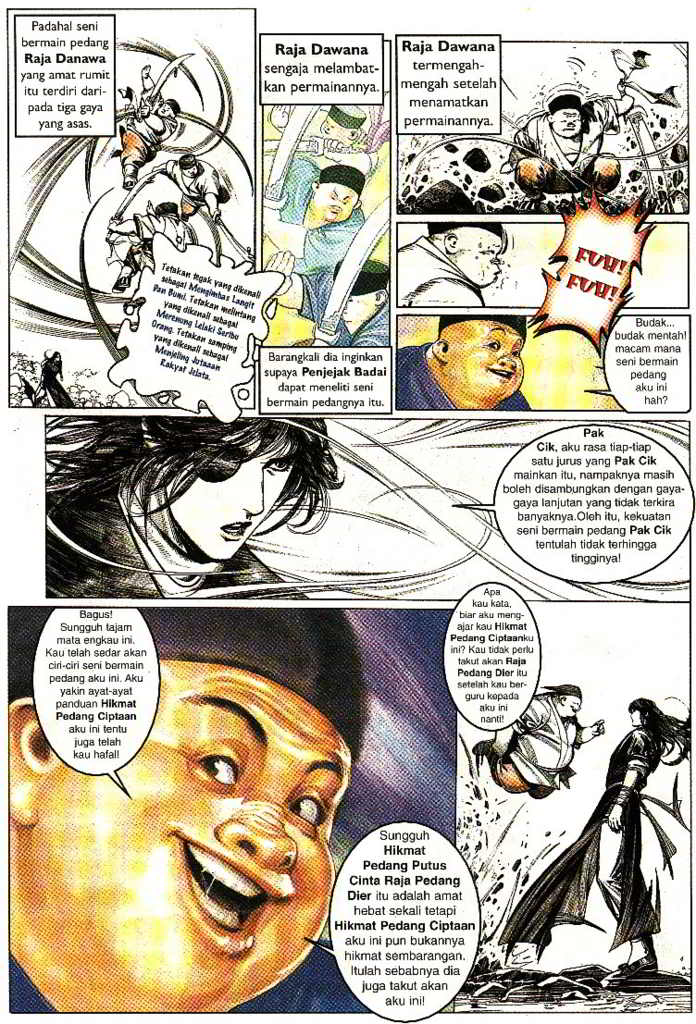 Padahal seni
bermain pedang
Raja Danawa
yang amat rumit
itu terdiri dari-
pada tiga gaya
yang asas.
Tetakan tegak yang dikenali
sebagai Mengimbas Langit
Dan Bumi. Tetakan melintang
yang dikenali sebagai
Merenung Lelaki Seribu
Orang. Tetakan samping
yang dikenali sebagai
Menjeling Jutaan
Rakyat Jelata.
Raja Dawana
sengaja melambat-
kan permainannya.
Barangkali dia inginkan
supaya Penjejak Badai
dapat meneliti seni
bermain pedangnya itu.
Raja Dawana
termengah-
mengah setelah
menamatkan
permainannya.
FUH!
FUH!
Budak...
budak mentah!
macam mana
seni bermain
pedang
aku ini
hah?
Pak
Cik, aku rasa tiap-tiap
satu jurus yang Pak Cik
mainkan itu, nampaknya masih
boleh disambungkan dengan gaya-
gaya lanjutan yang tidak terkira
banyaknya.Oleh itu, kekuatan
seni bermain pedang Pak Cik
tentulah tidak terhingga
tingginya!
Bagus!
Sungguh tajam
mata engkau ini.
Kau telah sedar akan
ciri-ciri seni bermain
pedang aku ini. Aku
yakin ayat-ayat
panduan Hikmat
Pedang Ciptaan
aku ini tentu
juga telah
kau hafal!
Apa
kau kata,
biar aku meng-
ajar kau Hikmat
Pedang Ciptaanku
ini? Kau tidak perlu
takut akan Raja
Pedang Dier itu
setelah kau ber-
guru kepada
aku ini
nanti!
Sungguh
Hikmat
Pedang Putus
Cinta Raja Pedang
Dier itu adalah amat
hebat sekali tetapi
Hikmat Pedang Ciptaan
aku ini pun bukannya
hikmat sembarangan.
Itulah sebabnya dia
juga takut akan
aku ini!